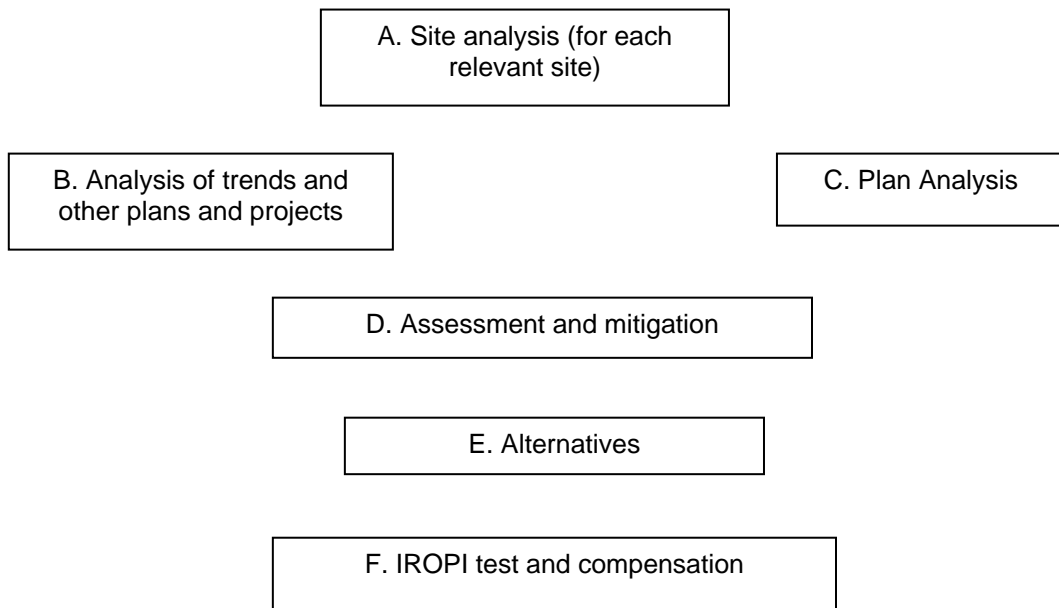 A. Site analysis (for each
relevant site)
B. Analysis of trends and
other plans and projects
C. Plan Analysis
D. Assessment and mitigation
E. Alternatives
F. IROPI test and compensation